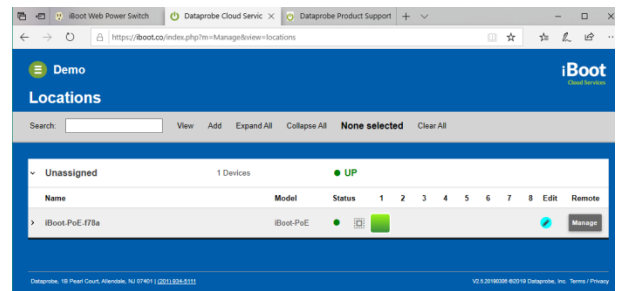 iBoot Web Power Switch
Dataprobe Cloud Servic
Dataprobe Product Support
https://iboot.co/index.php?m=Manage&view=locations
Demo
iBoot
Cloud Services
Locations
Search: View Add Expand All Collapse All None selected Clear All
Unassigned 1 Devices UP
Name Model Status 1 2 3 4 5 6 7 8 Edit Remote
iBoot-PoE-f78a iBoot-PoE Manage
Dataprobe, 1B Pearl Court, Allendale, NJ 07401 | (201) 934-5111 V2.5.20190306 ©2019 Dataprobe, Inc. Terms / Privacy